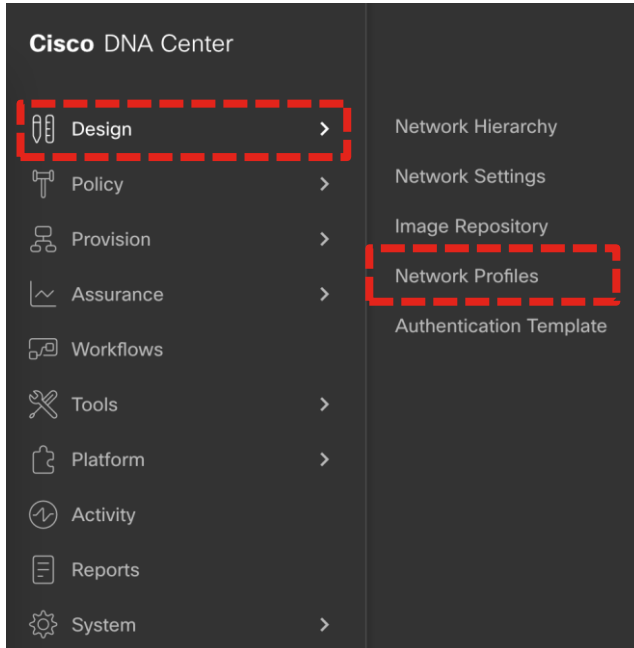 Cisco DNA Center
Design
Policy
Provision
Assurance
Workflows
Tools
Platform
Activity
Reports
System
Network Hierarchy
Network Settings
Image Repository
Network Profiles
Authentication Template